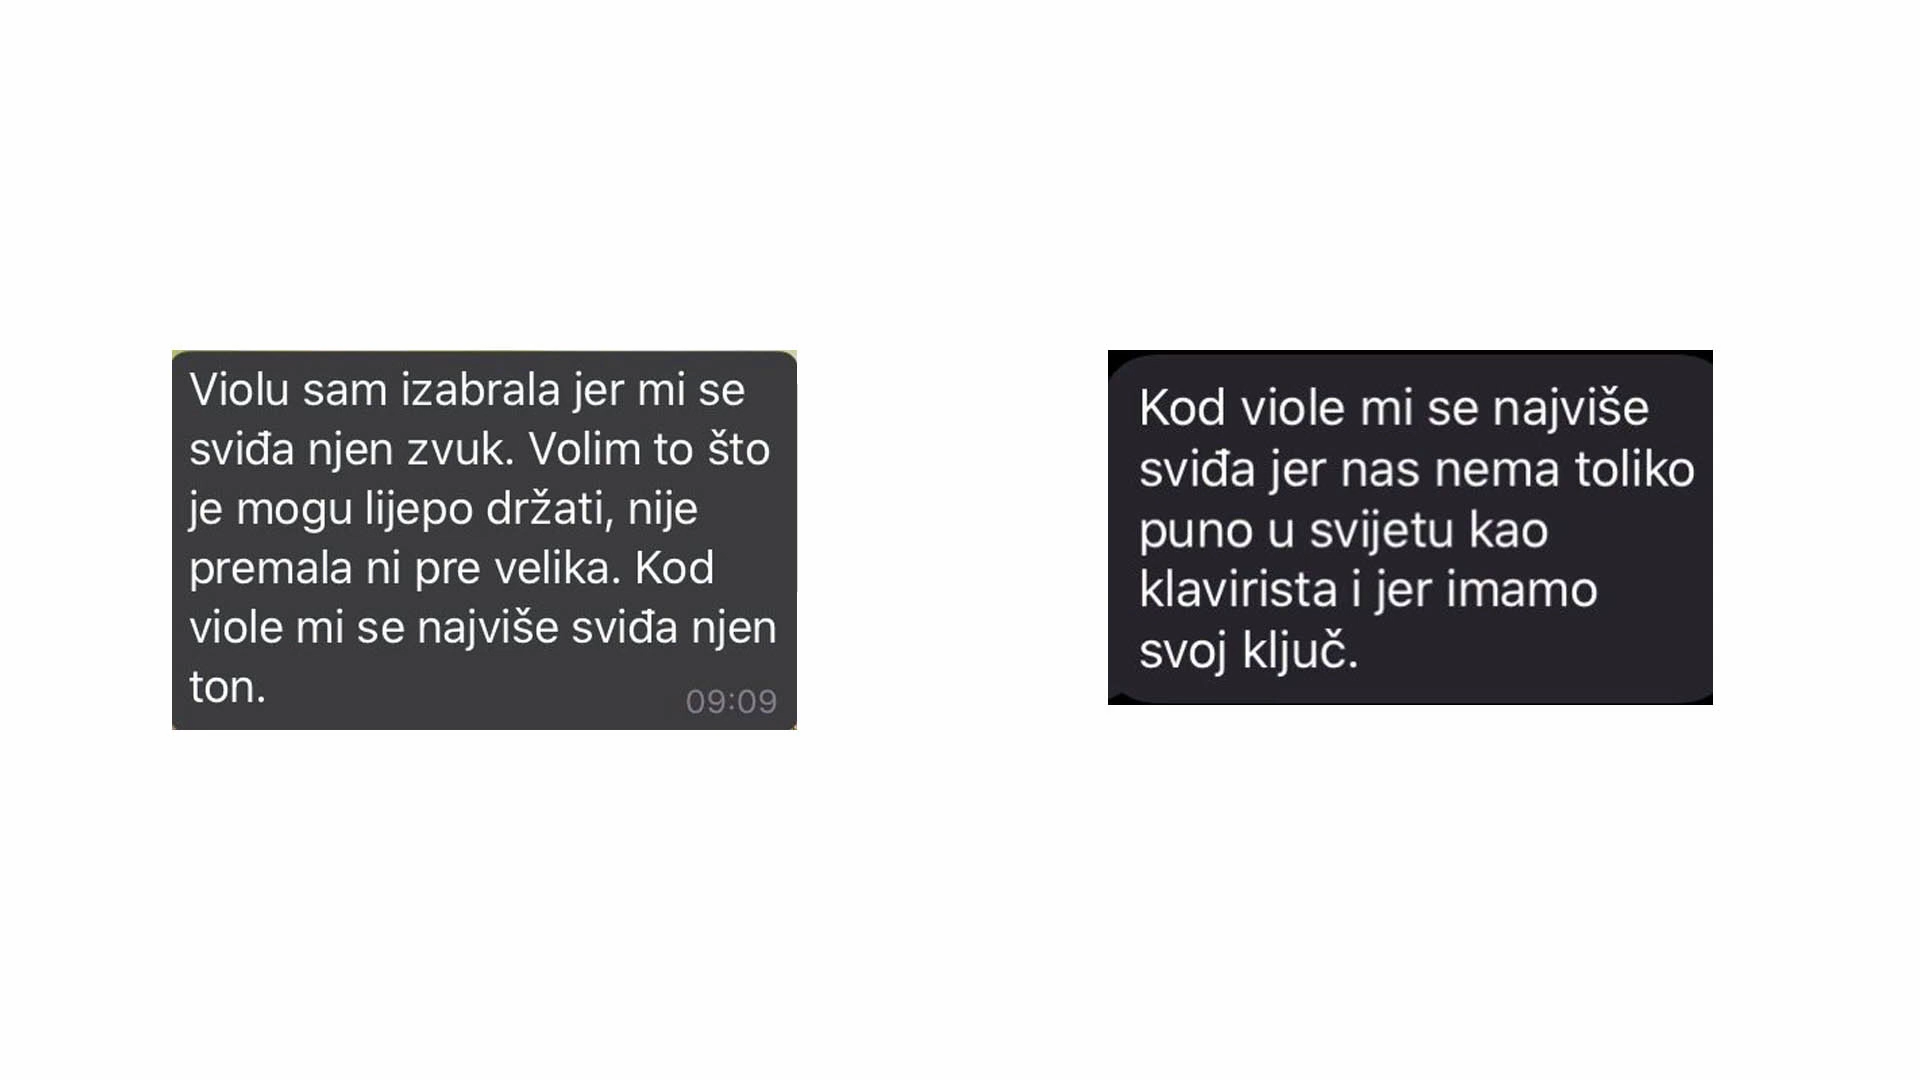 Violu sam izabrala jer mi se
sviđa njen zvuk. Volim to što
je mogu lijepo držati, nije
premala ni pre velika. Kod
viole mi se najviše sviđa njen
ton.
09:09
Kod viole mi se najviše
sviđa jer nas nema toliko
puno u svijetu kao
klavirista i jer imamo
svoj ključ.